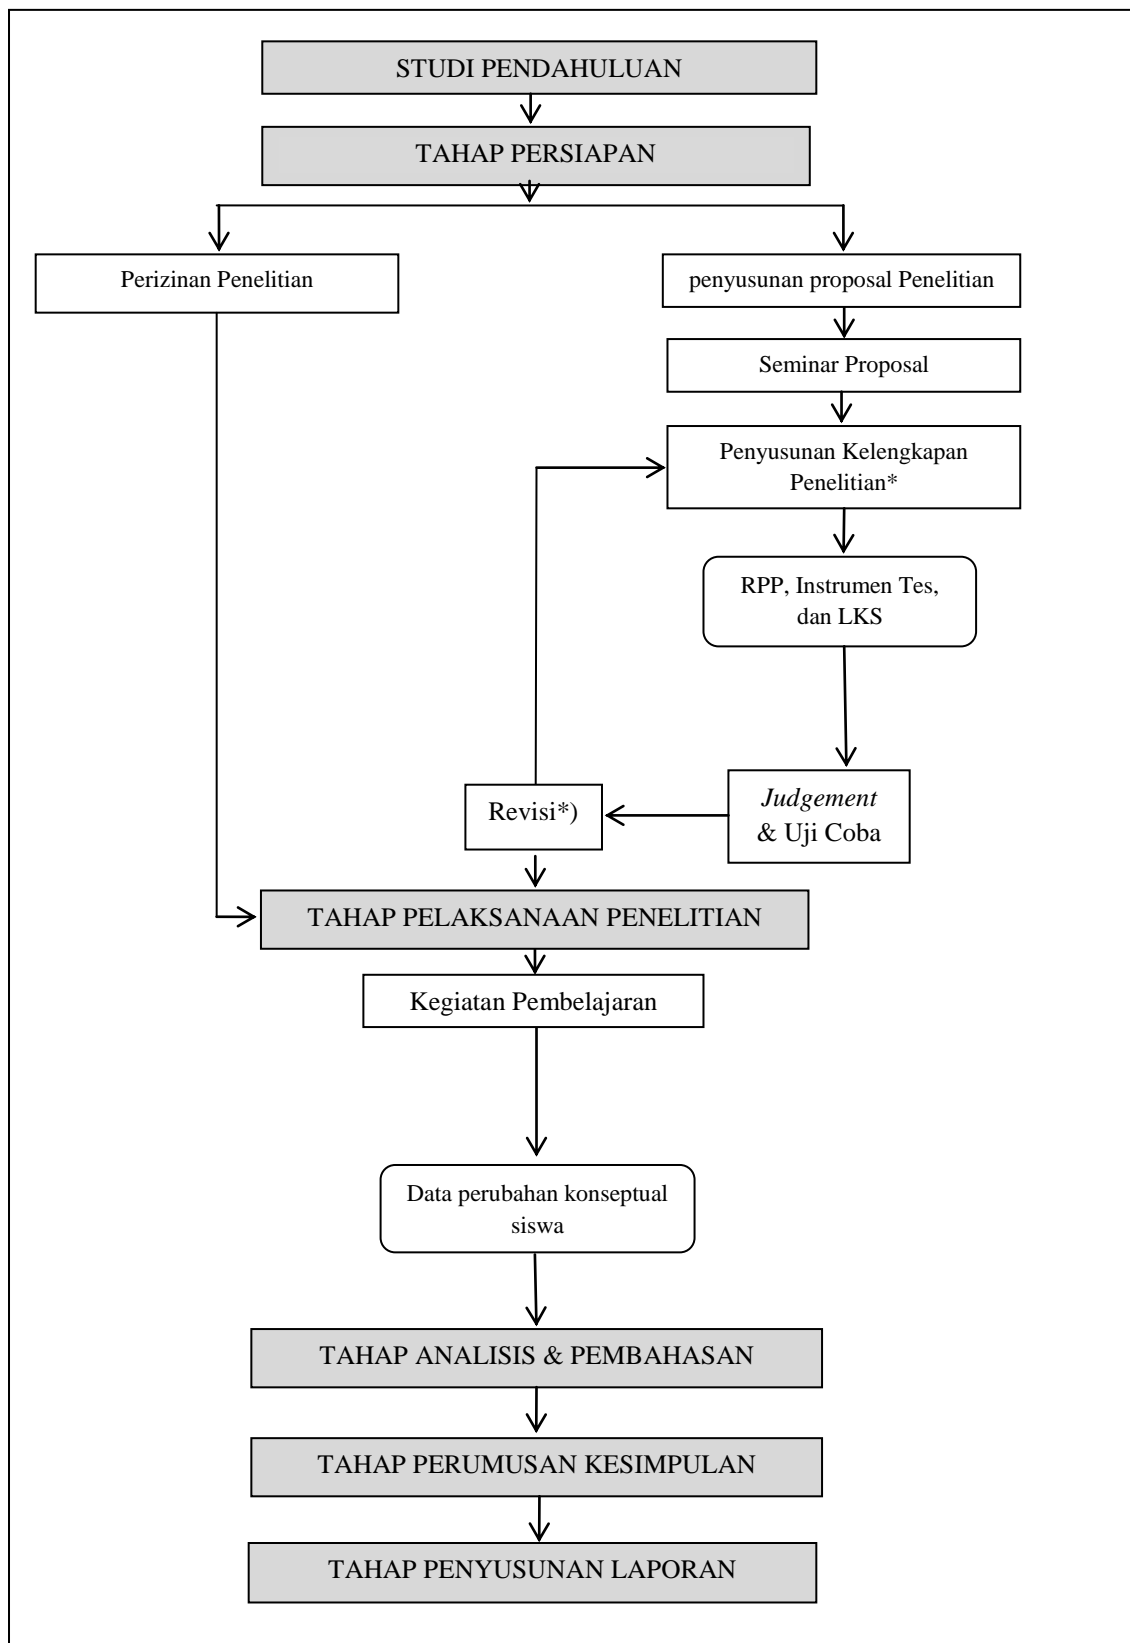 STUDI PENDAHULUAN
TAHAP PERSIAPAN
Perizinan Penelitian
penyusunan proposal Penelitian
Seminar Proposal
Penyusunan Kelengkapan
Penelitian*
RPP, Instrumen Tes,
dan LKS
Judgement
& Uji Coba
Revisi*)
TAHAP PELAKSANAAN PENELITIAN
Kegiatan Pembelajaran
Data perubahan konseptual
siswa
TAHAP ANALISIS & PEMBAHASAN
TAHAP PERUMUSAN KESIMPULAN
TAHAP PENYUSUNAN LAPORAN